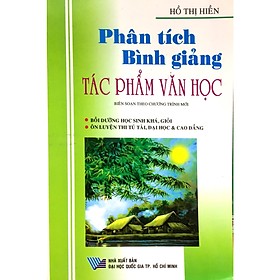 HỒ THỊ HIỀN
Phân tích
Bình giảng
TÁC PHẨM VĂN HỌC
BIÊN SOẠN THEO CHƯƠNG TRÌNH MỚI
• BỒI DƯỠNG HỌC SINH KHÁ, GIỎI
• ÔN LUYỆN THI TÚ TÀI, ĐẠI HỌC & CAO ĐẲNG
NHÀ XUẤT BẢN
ĐẠI HỌC QUỐC GIA TP. HỒ CHÍ MINH